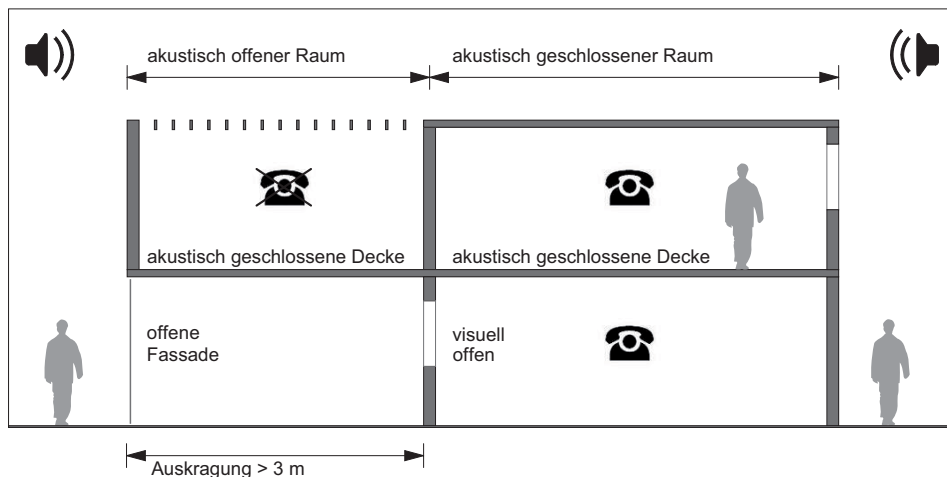 akustisch offener Raum
akustisch geschlossener Raum
akustisch geschlossene Decke
akustisch geschlossene Decke
offene
Fassade
visuell
offen
Auskragung > 3 m